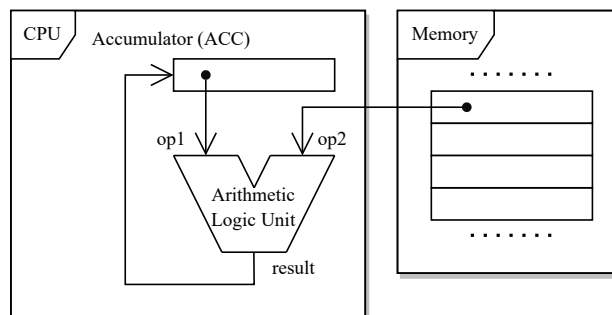 CPU
Accumulator (ACC)
Memory
.......
op1
op2
Arithmetic
Logic Unit
.......
result